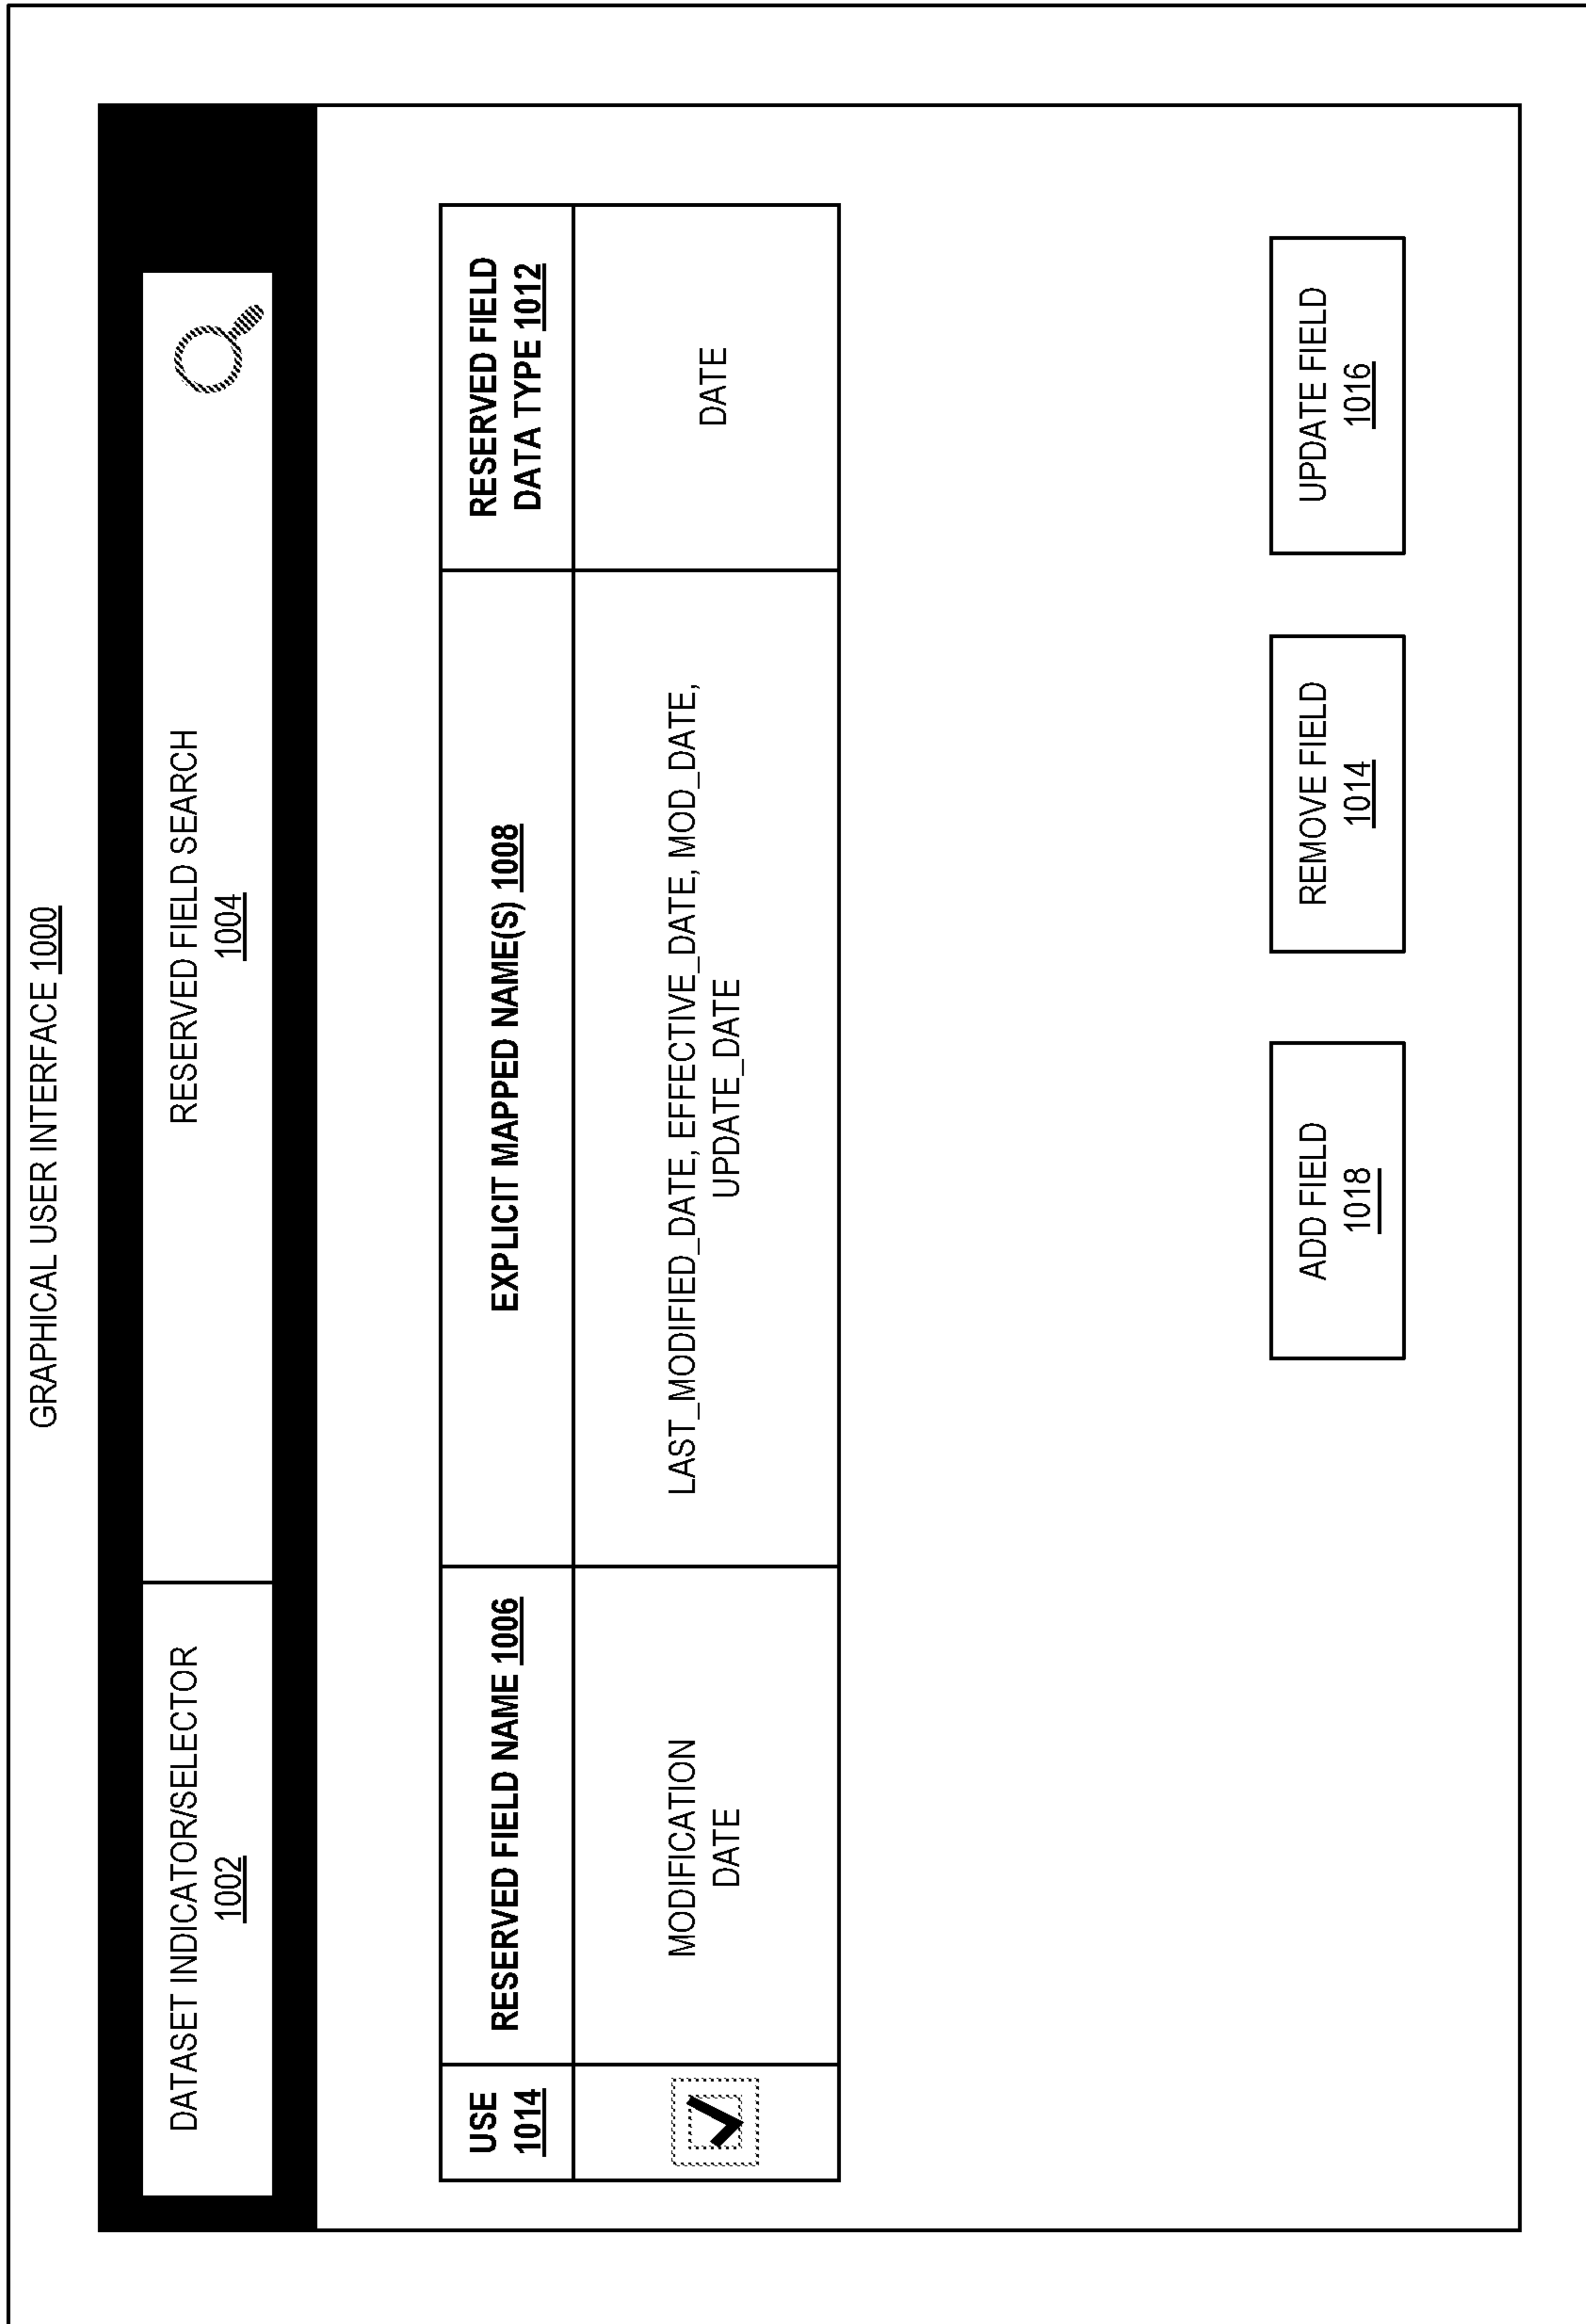 GRAPHICAL USER INTERFACE 1000
DATASET INDICATOR/SELECTOR
1002
RESERVED FIELD SEARCH
1004
USE
1014
RESERVED FIELD NAME 1006
EXPLICIT MAPPED NAME(S) 1008
RESERVED FIELD
DATA TYPE 1012
MODIFICATION
DATE
LAST_MODIFIED_DATE, EFFECTIVE_DATE, MOD_DATE,
UPDATE_DATE
DATE
ADD FIELD
1018
REMOVE FIELD
1014
UPDATE FIELD
1016